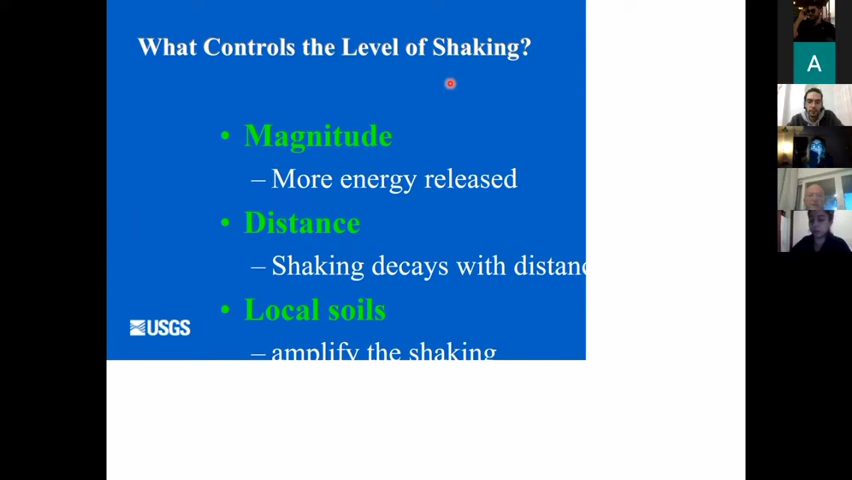 What Controls the Level of Shaking?
• Magnitude
– More energy released
• Distance
– Shaking decays with distanc
• Local soils
– amplify the shaking
USGS
A